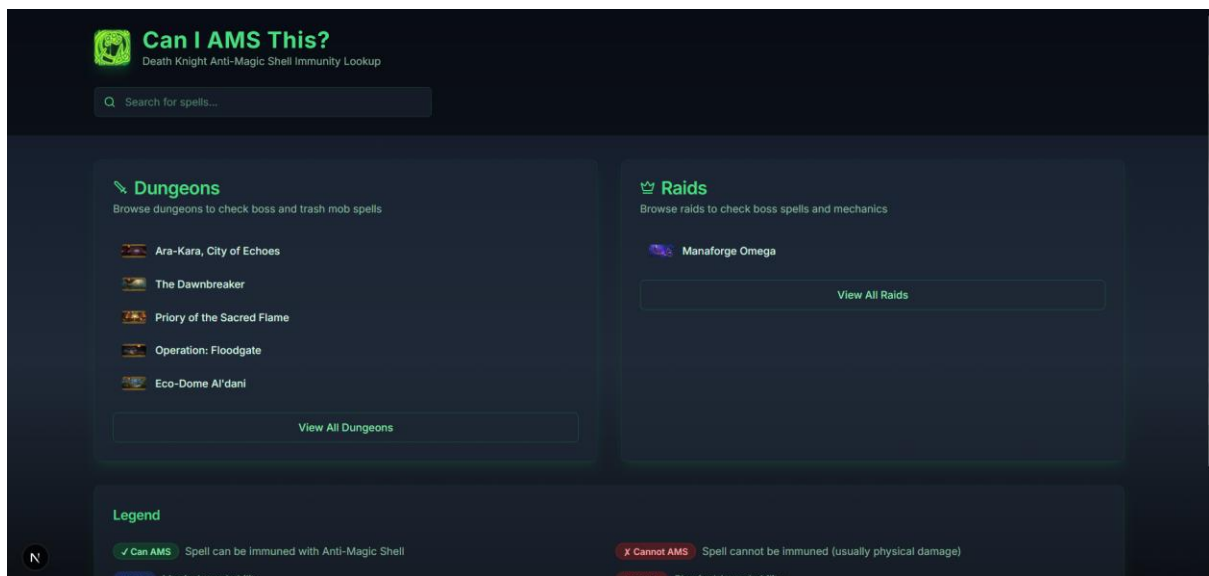 Can I AMS This?
Death Knight Anti-Magic Shell Immunity Lookup
Search for spells...
Dungeons
Browse dungeons to check boss and trash mob spells
Ara-Kara, City of Echoes
The Dawnbreaker
Priory of the Sacred Flame
Operation: Floodgate
Eco-Dome Al'dani
View All Dungeons
Raids
Browse raids to check boss spells and mechanics
Manaforge Omega
View All Raids
Legend
✓ Can AMS Spell can be immuned with Anti-Magic Shell
✗ Cannot AMS Spell cannot be immuned (usually physical damage)
N